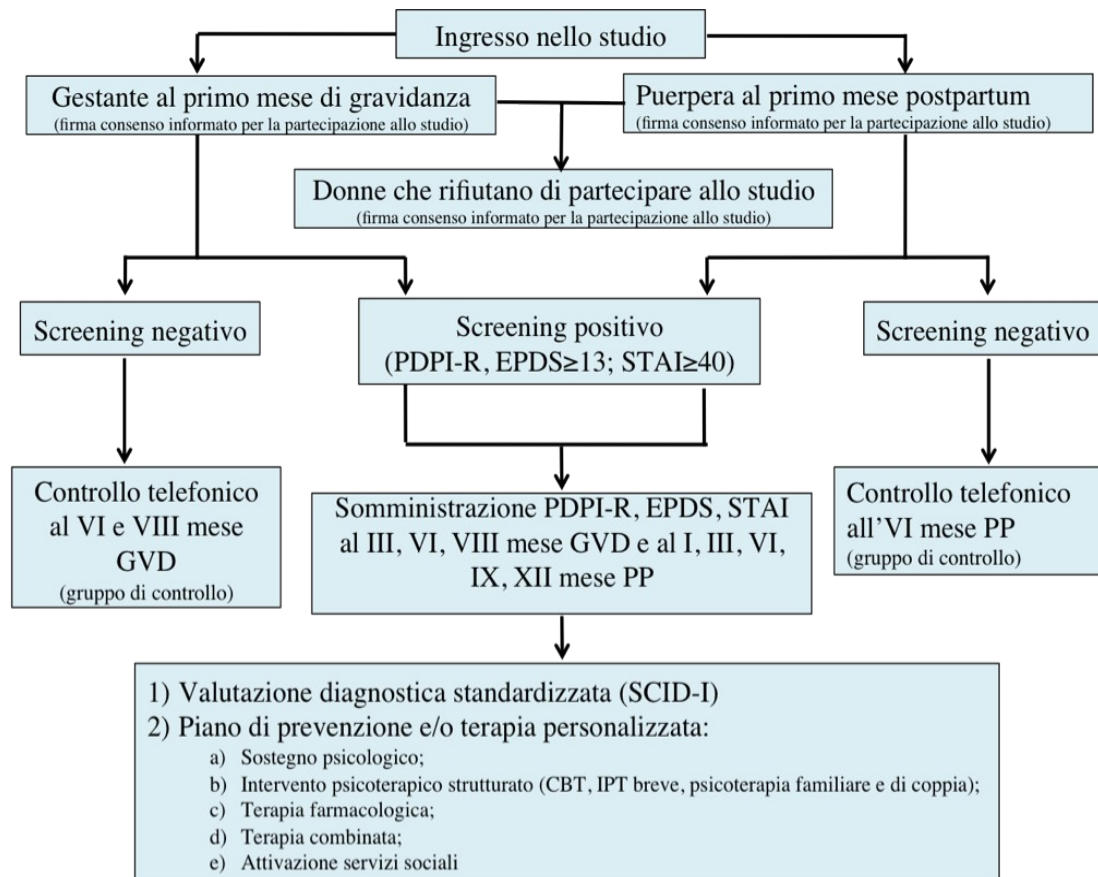 Ingresso nello studio
Gestante al primo mese di gravidanza
(firma consenso informato per la partecipazione allo studio)
Puerpera al primo mese postpartum
(firma consenso informato per la partecipazione allo studio)
Donne che rifiutano di partecipare allo studio
(firma consenso informato per la partecipazione allo studio)
Screening negativo
Screening positivo
(PDPI-R, EPDS≥13; STAI≥40)
Screening negativo
Controllo telefonico
al VI e VIII mese
GVD
(gruppo di controllo)
Somministrazione PDPI-R, EPDS, STAI
al III, VI, VIII mese GVD e al I, III, VI,
IX, XII mese PP
Controllo telefonico
all'VI mese PP
(gruppo di controllo)
1) Valutazione diagnostica standardizzata (SCID-I)
2) Piano di prevenzione e/o terapia personalizzata:
a) Sostegno psicologico;
b) Intervento psicoterapico strutturato (CBT, IPT breve, psicoterapia familiare e di coppia);
c) Terapia farmacologica;
d) Terapia combinata;
e) Attivazione servizi sociali